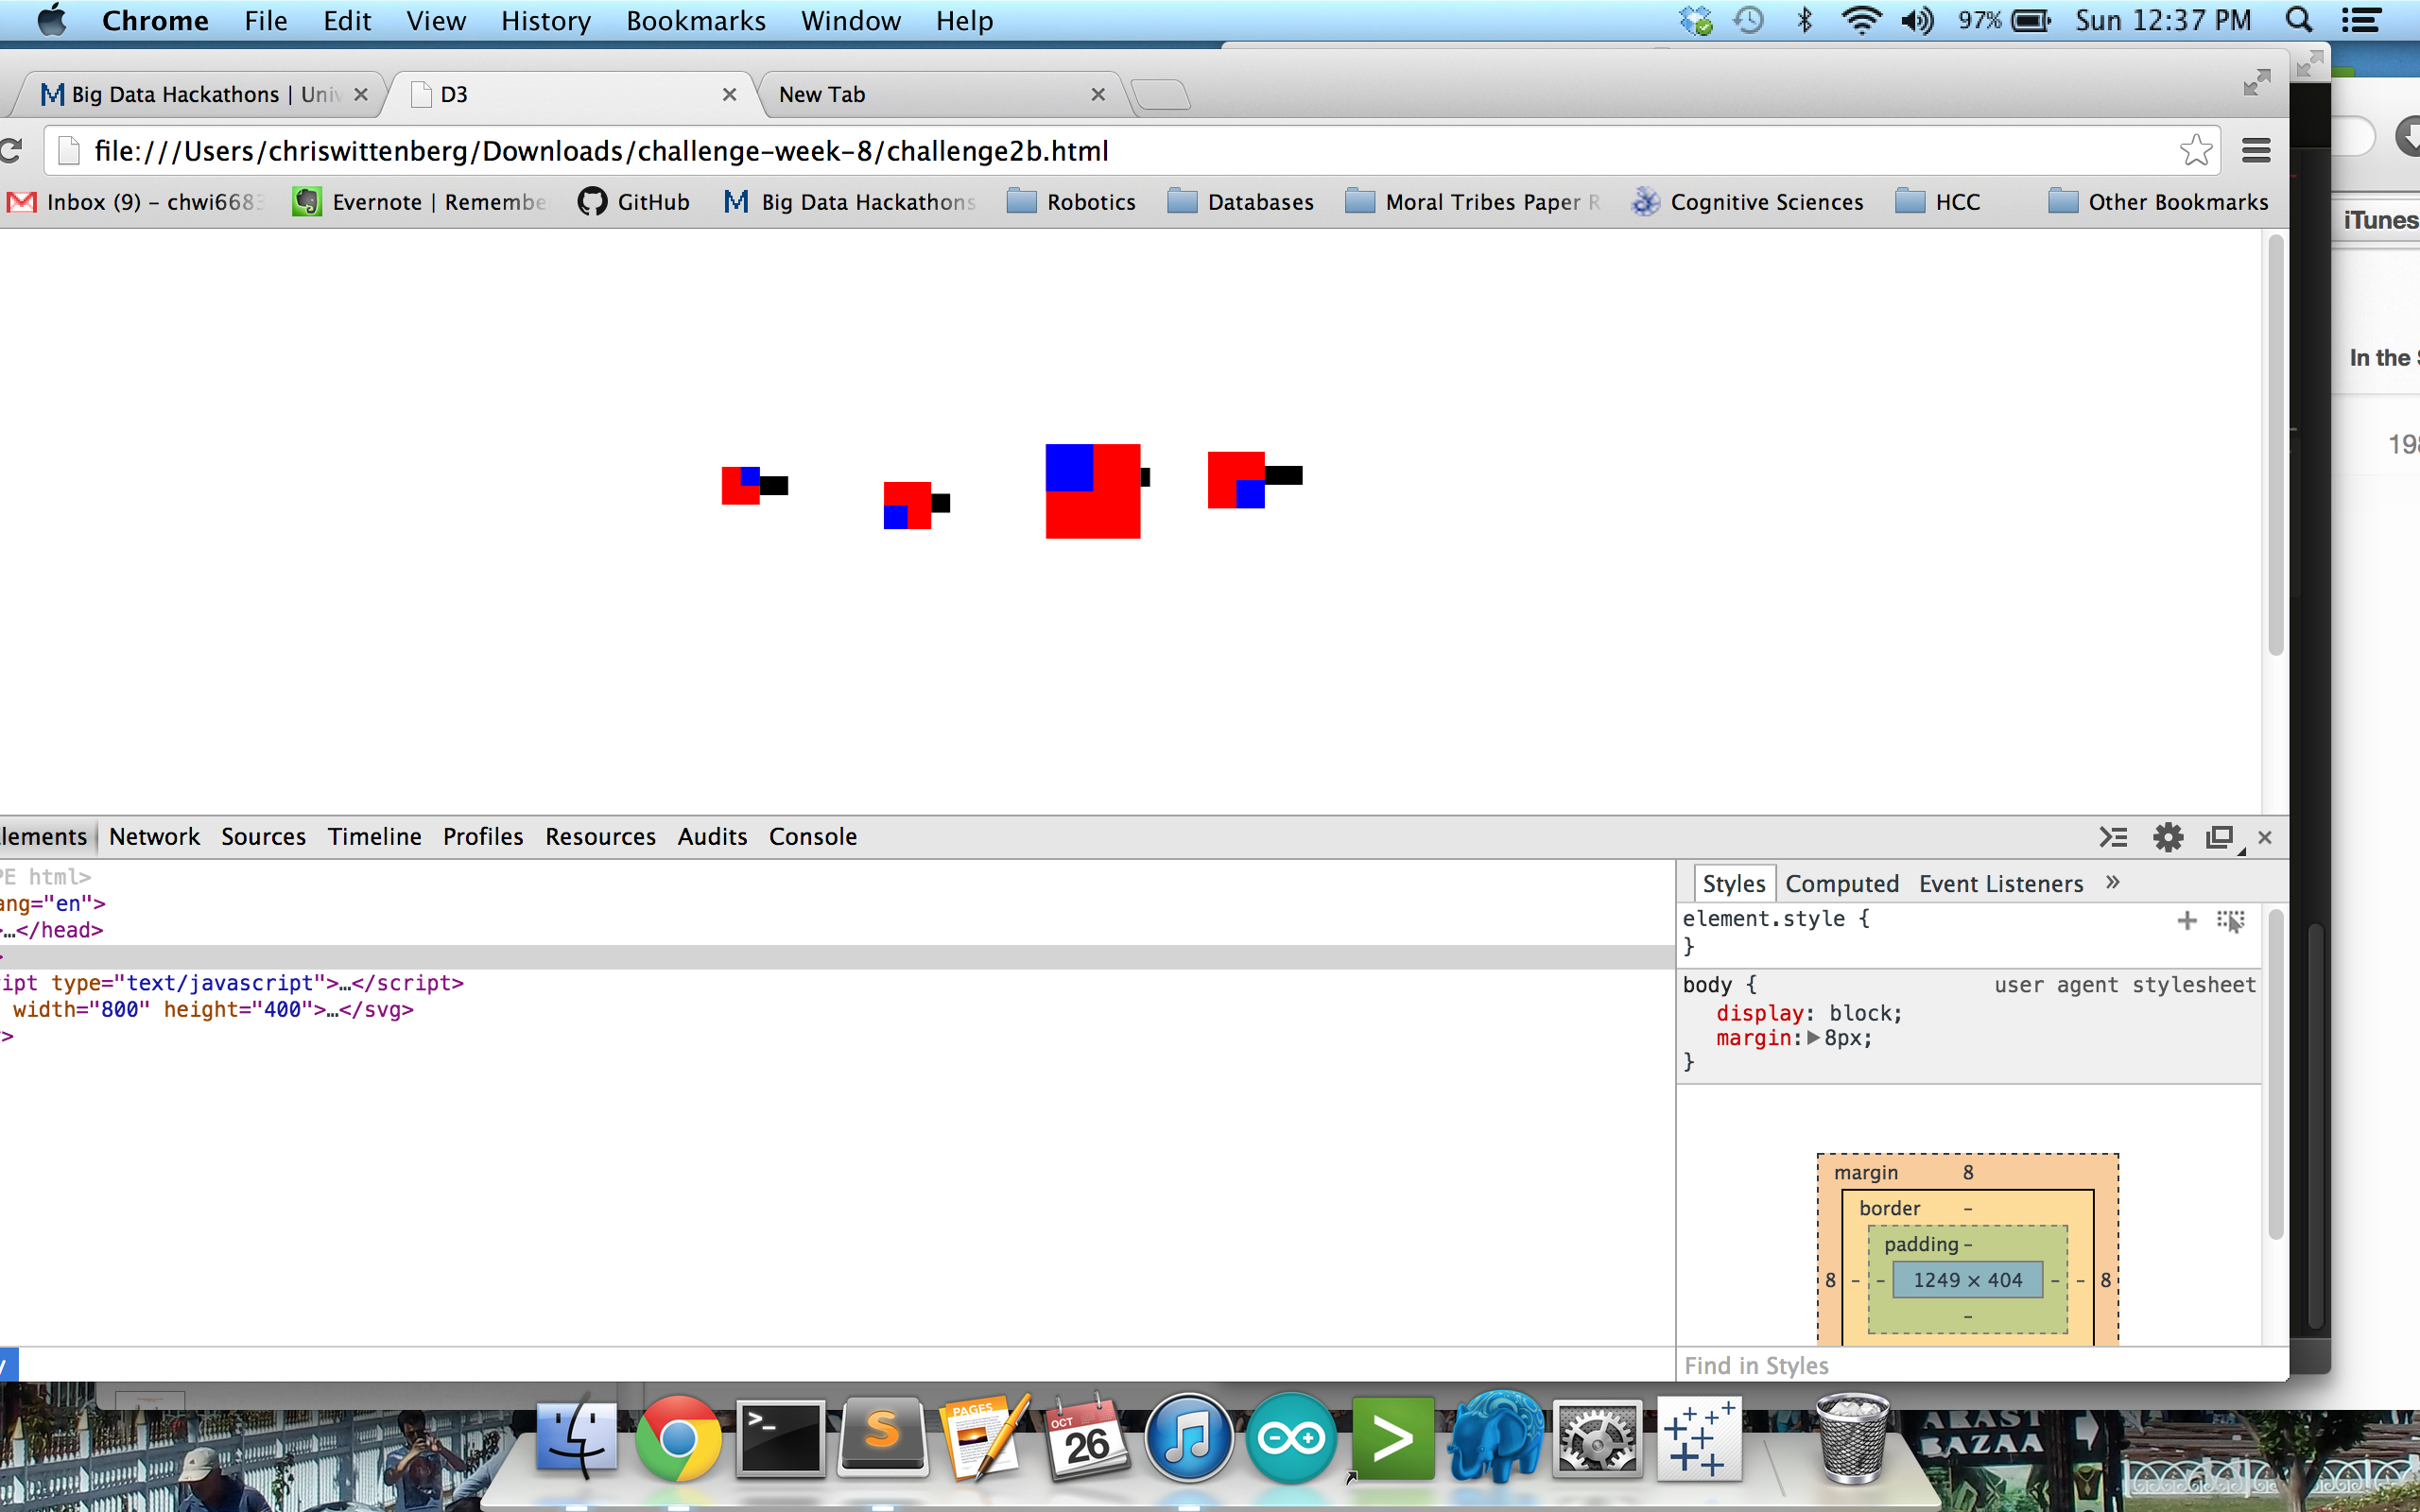 Chrome File Edit View History Bookmarks Window Help 97% Sun 12:37 PM
Big Data Hackathons | Univ D3 New Tab
file:///Users/chriswittenberg/Downloads/challenge-week-8/challenge2b.html
Inbox (9) – chwi6683 Evernote | Remembe GitHub Big Data Hackathons Robotics Databases Moral Tribes Paper R Cognitive Sciences HCC Other Bookmarks
iTunes
In the S
198
lements Network Sources Timeline Profiles Resources Audits Console
PE html>
ang="en">
>…</head>
>
ipt type="text/javascript">…</script>
width="800" height="400">…</svg>
>
Styles Computed Event Listeners »
element.style {
}
body { user agent stylesheet
display: block;
margin: 8px;
}
margin 8
border –
padding –
8 – – 1249 × 404 – – 8
–
Find in Styles
>_
S
PAGES
OCT
26
>
ARAST
BAZAA